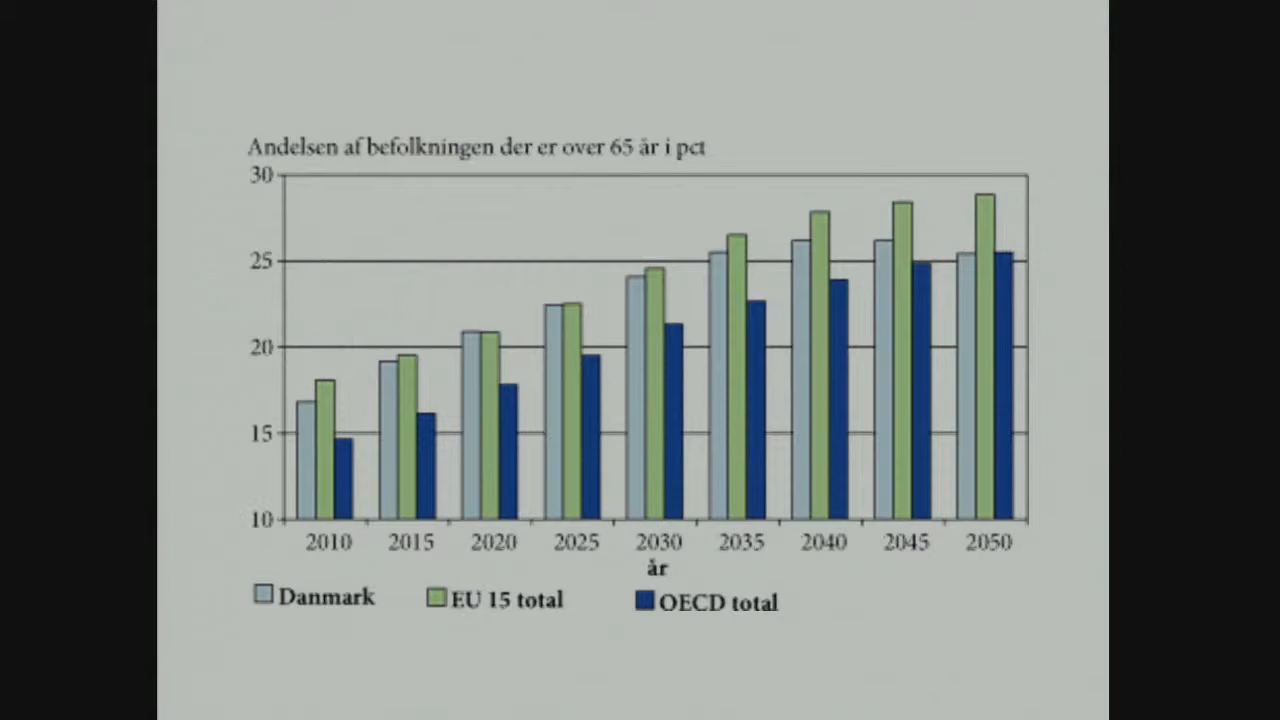 Andelsen af befolkningen der er over 65 år i pct
30
25
20
15
10
2010 2015 2020 2025 2030 2035 2040 2045 2050
år
Danmark EU 15 total OECD total